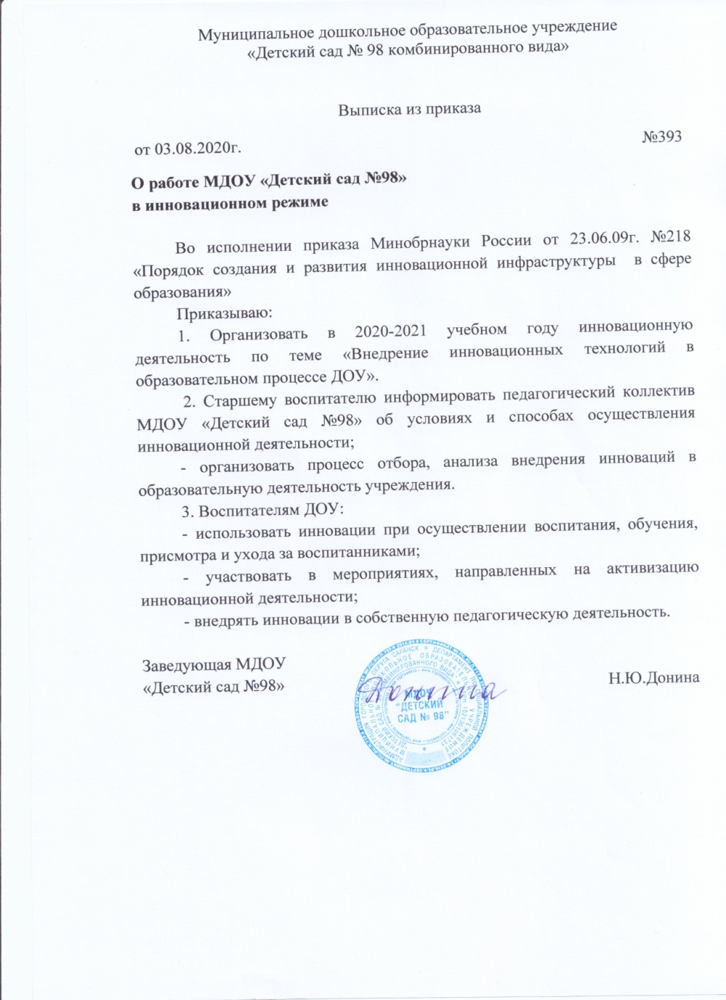 Муниципальное дошкольное образовательное учреждение
«Детский сад № 98 комбинированного вида»
Выписка из приказа
от 03.08.2020г. №393
О работе МДОУ «Детский сад №98»
в инновационном режиме
Во исполнении приказа Минобрнауки России от 23.06.09г. №218
«Порядок создания и развития инновационной инфраструктуры в сфере
образования»
Приказываю:
1. Организовать в 2020-2021 учебном году инновационную
деятельность по теме «Внедрение инновационных технологий в
образовательном процессе ДОУ».
2. Старшему воспитателю информировать педагогический коллектив
МДОУ «Детский сад №98» об условиях и способах осуществления
инновационной деятельности;
- организовать процесс отбора, анализа внедрения инноваций в
образовательную деятельность учреждения.
3. Воспитателям ДОУ:
- использовать инновации при осуществлении воспитания, обучения,
присмотра и ухода за воспитанниками;
- участвовать в мероприятиях, направленных на активизацию
инновационной деятельности;
- внедрять инновации в собственную педагогическую деятельность.
Заведующая МДОУ
«Детский сад №98» Н.Ю.Донина
МДОУ
"ДЕТСКИЙ
САД № 98"